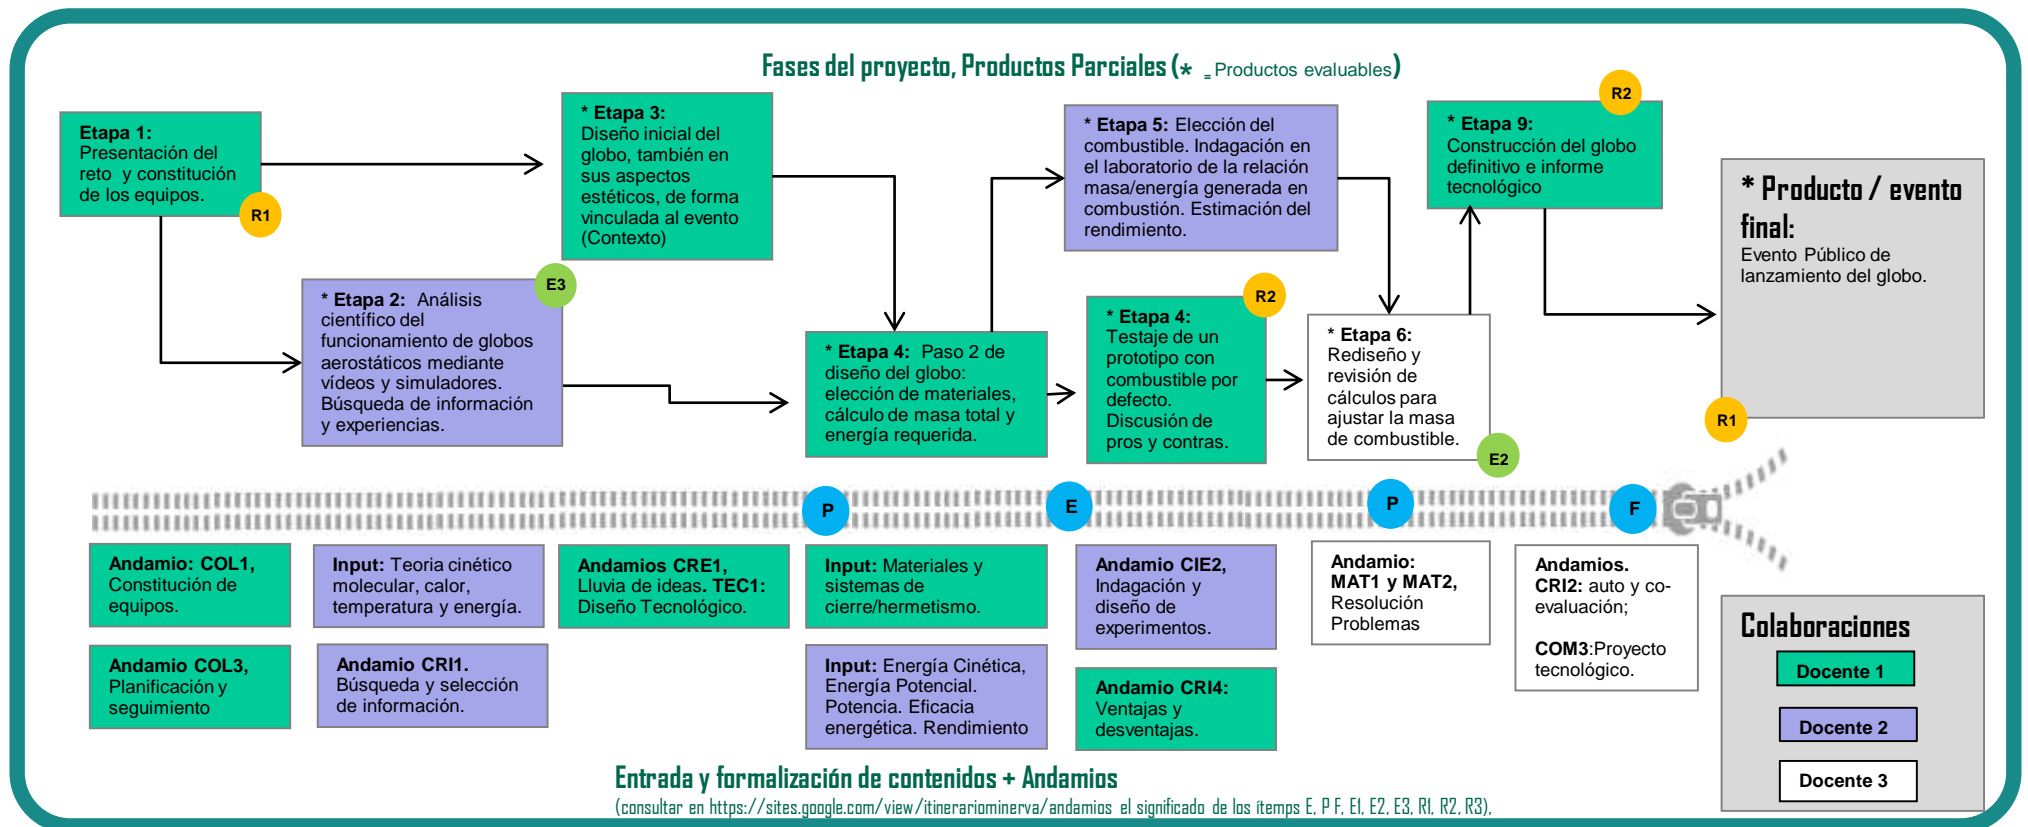 Fases del proyecto, Productos Parciales (* = Productos evaluables)
Etapa 1:
Presentación del
reto y constitución
de los equipos.
R1
* Etapa 2: Análisis
científico del
funcionamiento de globos
aerostáticos mediante
vídeos y simuladores.
Búsqueda de información
y experiencias.
E3
* Etapa 3:
Diseño inicial del
globo, también en
sus aspectos
estéticos, de forma
vinculada al evento
(Contexto)
* Etapa 4: Paso 2 de
diseño del globo:
elección de materiales,
cálculo de masa total y
energía requerida.
* Etapa 5: Elección del
combustible. Indagación en
el laboratorio de la relación
masa/energía generada en
combustión. Estimación del
rendimiento.
* Etapa 4:
Testaje de un
prototipo con
combustible por
defecto.
Discusión de
pros y contras.
R2
* Etapa 6:
Rediseño y
revisión de
cálculos para
ajustar la masa
de combustible.
E2
* Etapa 9:
Construcción del globo
definitivo e informe
tecnológico
R2
* Producto / evento
final:
Evento Público de
lanzamiento del globo.
R1
P
E
P
F
Andamio: COL1,
Constitución de
equipos.
Andamio COL3,
Planificación y
seguimiento
Input: Teoria cinético
molecular, calor,
temperatura y energía.
Andamio CRI1.
Búsqueda y selección
de información.
Andamios CRE1,
Lluvia de ideas. TEC1:
Diseño Tecnológico.
Input: Materiales y
sistemas de
cierre/hermetismo.
Input: Energía Cinética,
Energía Potencial.
Potencia. Eficacia
energética. Rendimiento
Andamio CIE2,
Indagación y
diseño de
experimentos.
Andamio CRI4:
Ventajas y
desventajas.
Andamio:
MAT1 y MAT2,
Resolución
Problemas
Andamios.
CRI2: auto y co-
evaluación;
COM3:Proyecto
tecnológico.
Colaboraciones
Docente 1
Docente 2
Docente 3
Entrada y formalización de contenidos + Andamios
(consultar en https://sites.google.com/view/itinerariominerva/andamios el significado de los ítemps E, P F, E1, E2, E3, R1, R2, R3),